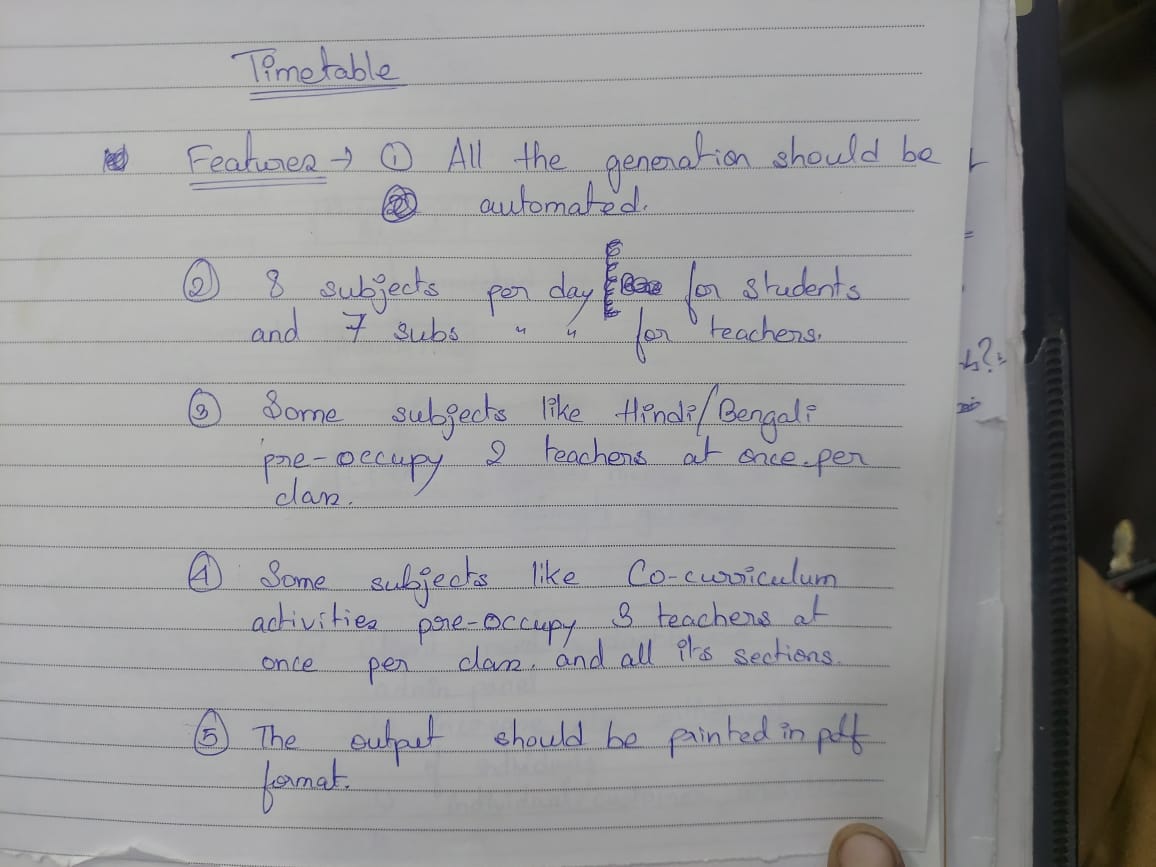 Timetable
Features → ① All the generation should be
automated.
② 8 subjects per day for students
and 7 subs " " for teachers.
③ Some subjects like Hindi/Bengali
pre-occupy 2 teachers at once per
class.
④ Some subjects like Co-curriculum
activities pre-occupy 3 teachers at
once per class. and all its sections.
⑤ The output should be printed in pdf
format.